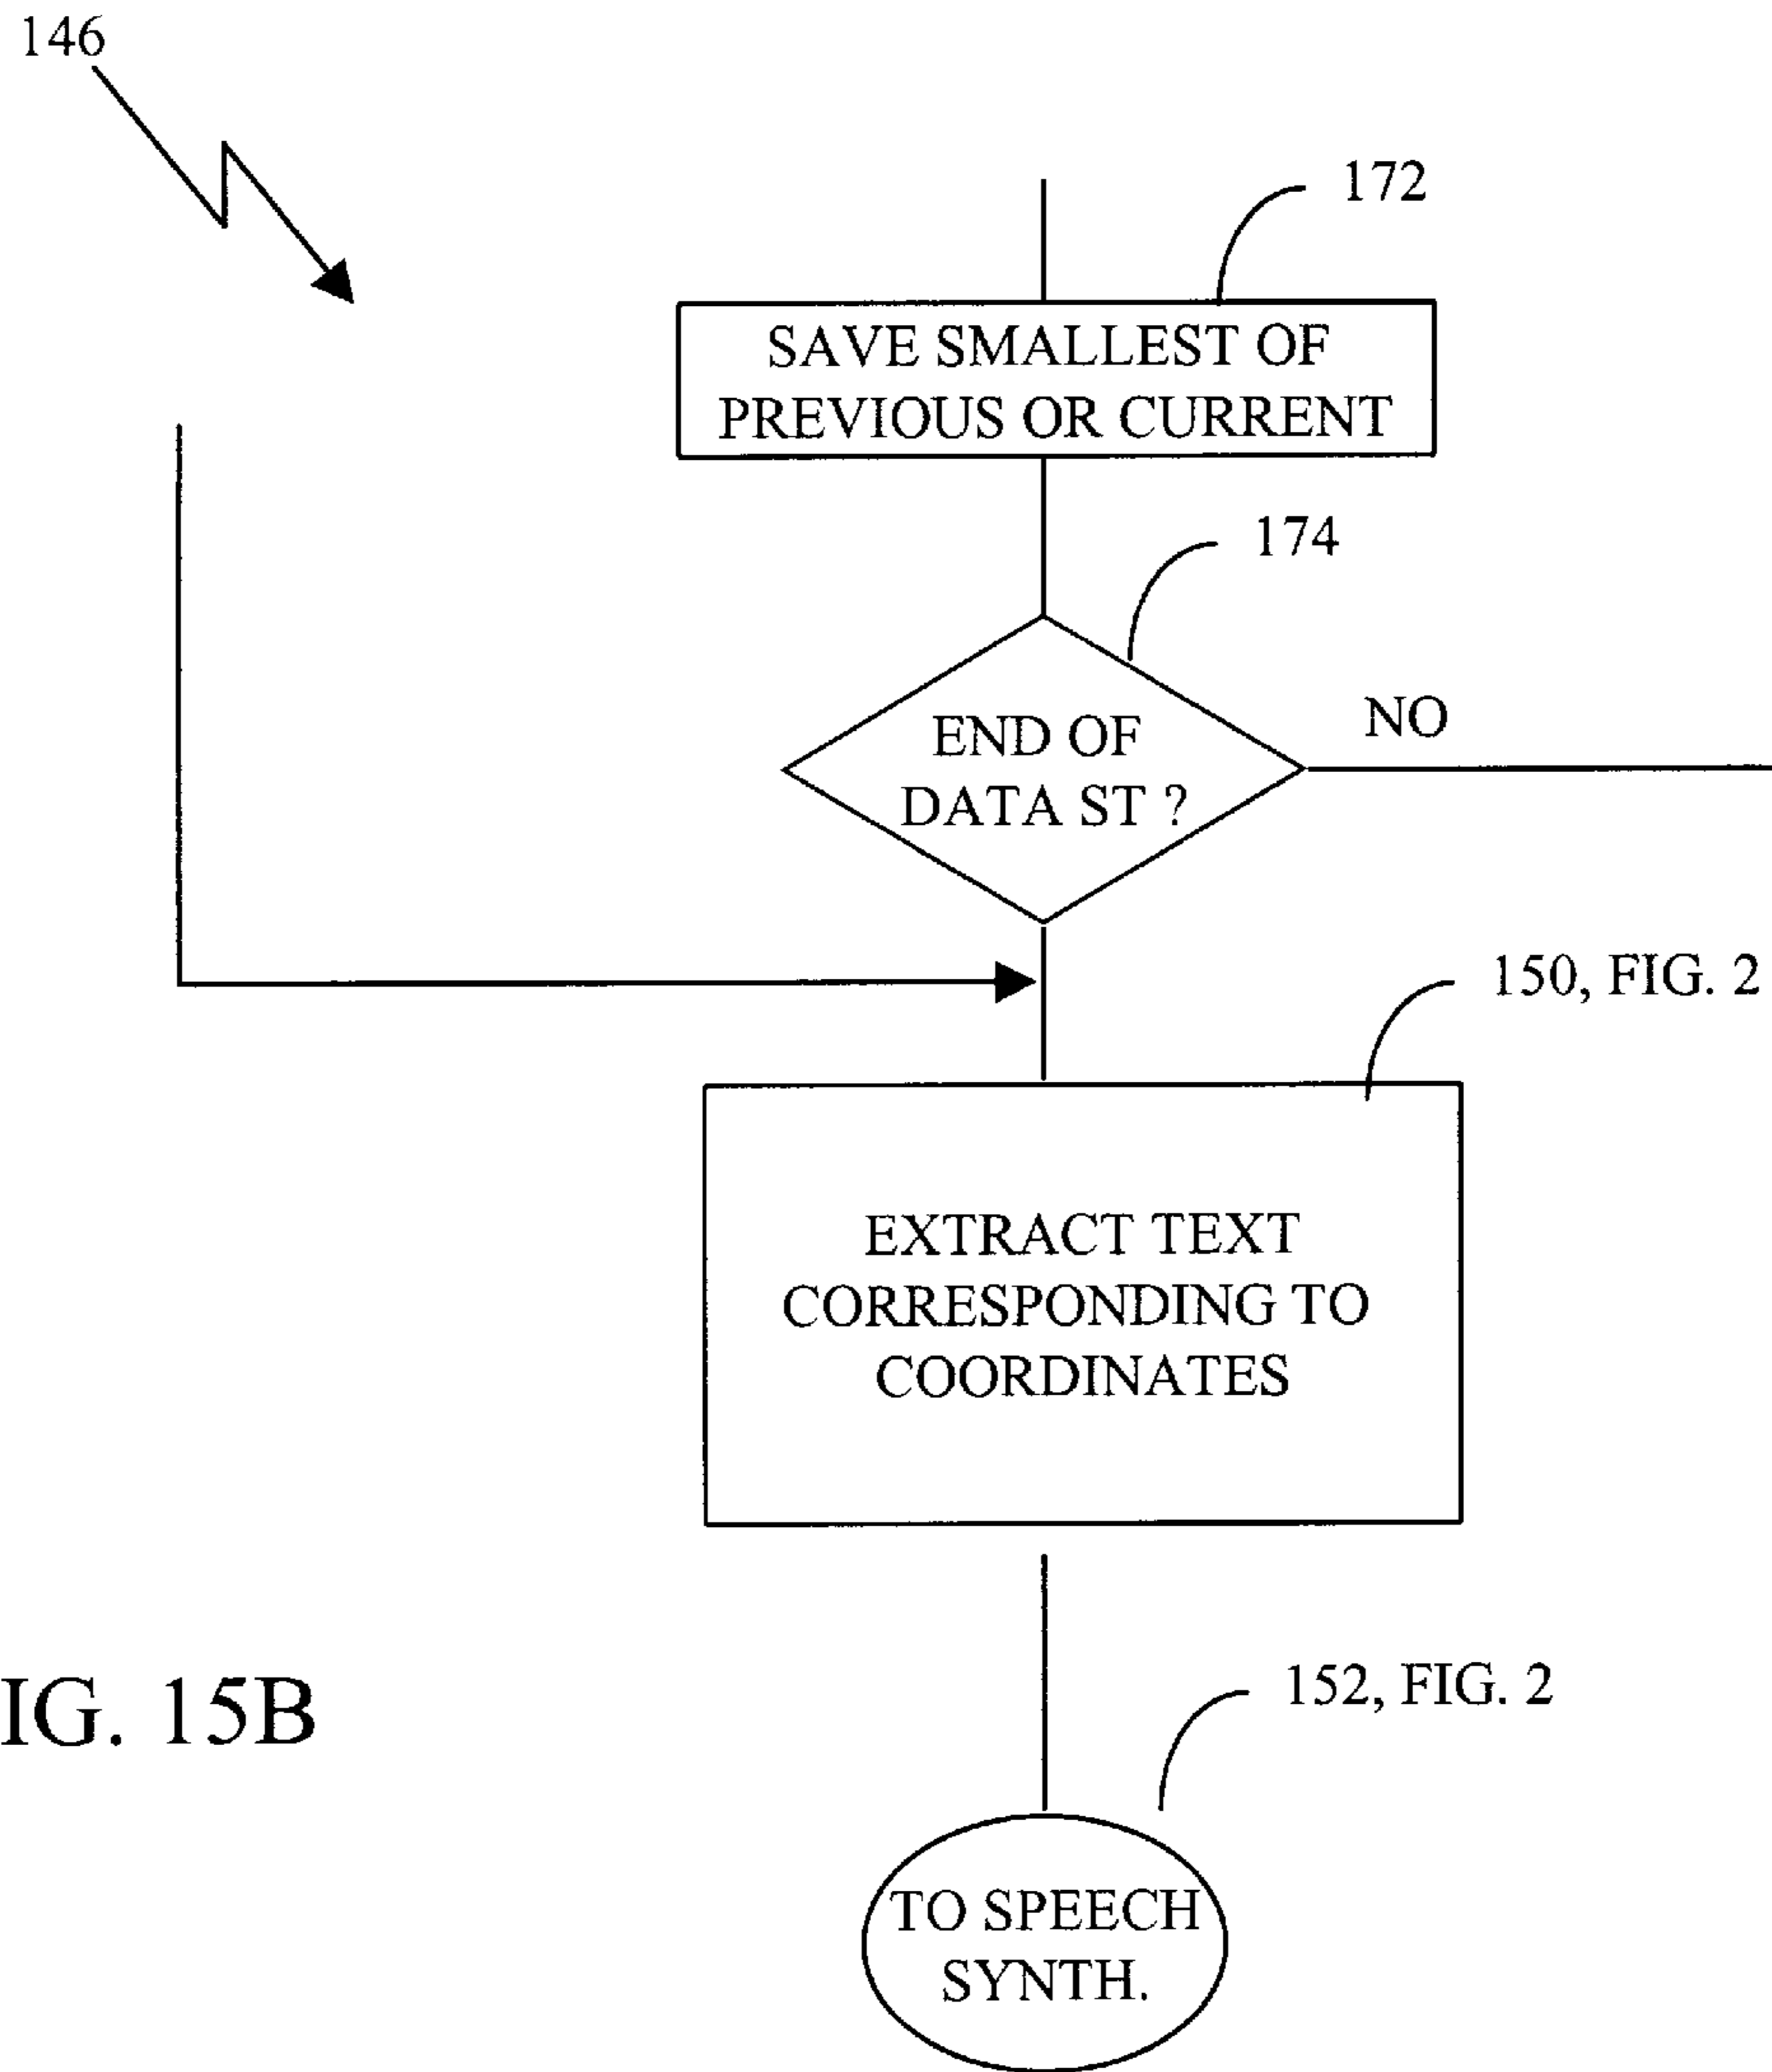 146
172
SAVE SMALLEST OF
PREVIOUS OR CURRENT
174
END OF
DATA ST ?
NO
150, FIG. 2
EXTRACT TEXT
CORRESPONDING TO
COORDINATES
IG. 15B
152, FIG. 2
TO SPEECH
SYNTH.